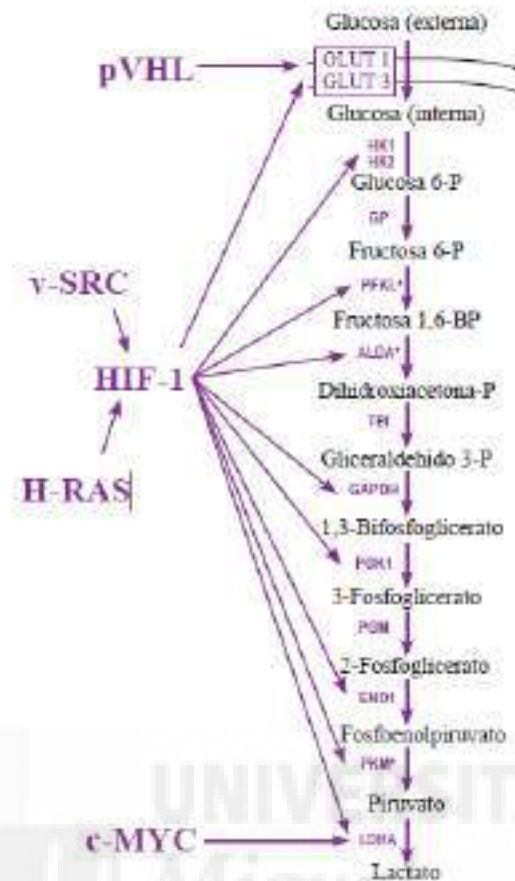 Glucosa (externa)
pVHL
GLUT 1
GLUT 3
Glucosa (interna)
HK1
HK2
Glucosa 6-P
GP
Fructosa 6-P
v-SRC
PFKL*
Fructosa 1,6-BP
ALDA*
HIF-1
Dihidroxiacetona-P
TPI
Gliceraldehido 3-P
H-RAS
GAPDH
1,3-Bifosfoglicerato
PGK1
3-Fosfoglicerato
PGM
2-Fosfoglicerato
ENO1
Fosfoenolpiruvato
PKM*
UNIVERSIT
Piruvato
c-MYC
LDHA
Lactato